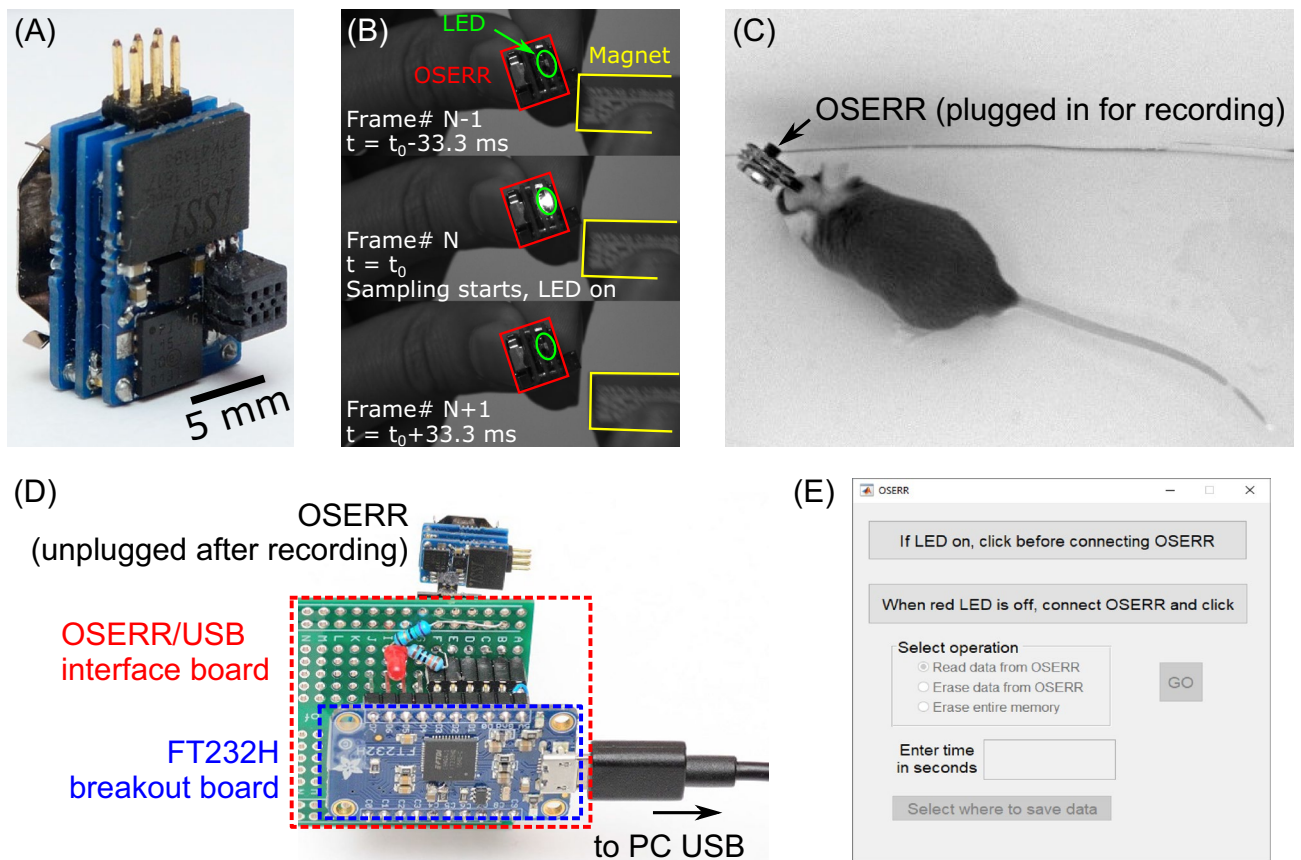 (A)
ISSI
5 mm
(B)
LED
OSERR
Magnet
Frame# N-1
t = t0-33.3 ms
Frame# N
t = t0
Sampling starts, LED on
Frame# N+1
t = t0+33.3 ms
(C)
OSERR (plugged in for recording)
(D)
OSERR
(unplugged after recording)
OSERR/USB
interface board
FT232H
breakout board
N M L K J I
F E D C B A
FT232H
to PC USB
(E)
OSERR
If LED on, click before connecting OSERR
When red LED is off, connect OSERR and click
Select operation
Read data from OSERR
Erase data from OSERR
Erase entire memory
GO
Enter time
in seconds
Select where to save data